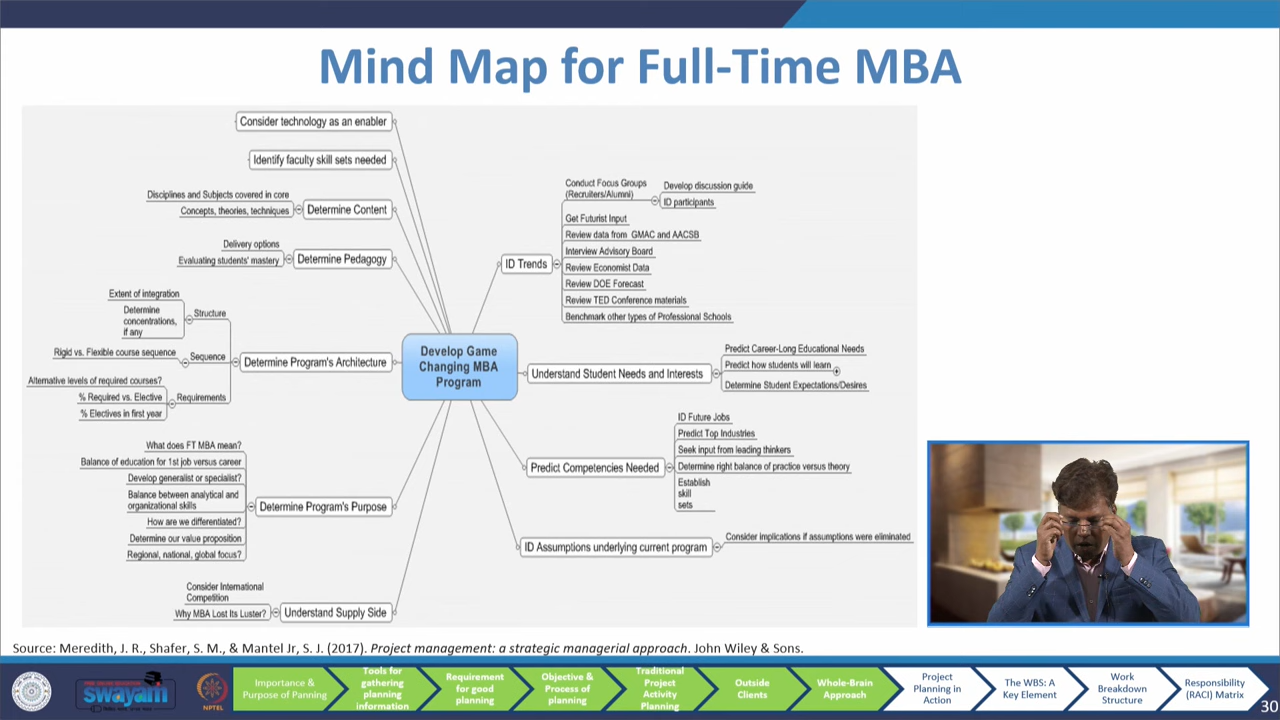 Mind Map for Full-Time MBA
Consider technology as an enabler
Identify faculty skill sets needed
Disciplines and Subjects covered in core
Concepts, theories, techniques
Determine Content
Delivery options
Evaluating students' mastery
Determine Pedagogy
Extent of integration
Determine
concentrations,
if any
Structure
Rigid vs. Flexible course sequence
Sequence
Determine Program's Architecture
Alternative levels of required courses?
% Required vs. Elective
% Electives in first year
Requirements
What does FT MBA mean?
Balance of education for 1st job versus career
Develop generalist or specialist?
Balance between analytical and
organizational skills
How are we differentiated?
Determine our value proposition
Regional, national, global focus?
Determine Program's Purpose
Consider International
Competition
Why MBA Lost Its Luster?
Understand Supply Side
Develop Game
Changing MBA
Program
ID Trends
Conduct Focus Groups
(Recruiters/Alumni)
Develop discussion guide
ID participants
Get Futurist Input
Review data from GMAC and AACSB
Interview Advisory Board
Review Economist Data
Review DOE Forecast
Review TED Conference materials
Benchmark other types of Professional Schools
Understand Student Needs and Interests
Predict Career-Long Educational Needs
Predict how students will learn
Determine Student Expectations/Desires
Predict Competencies Needed
ID Future Jobs
Predict Top Industries
Seek input from leading thinkers
Determine right balance of practice versus theory
Establish
skill
sets
ID Assumptions underlying current program
Consider implications if assumptions were eliminated
Source: Meredith, J. R., Shafer, S. M., & Mantel Jr, S. J. (2017). Project management: a strategic managerial approach. John Wiley & Sons.
swayam
NPTEL
Importance &
Purpose of Panning
Tools for
gathering
planning
information
Requirement
for good
planning
Objective &
Process of
planning
Traditional
Project
Activity
Planning
Outside
Clients
Whole-Brain
Approach
Project
Planning in
Action
The WBS: A
Key Element
Work
Breakdown
Structure
Responsibility
(RACI) Matrix
30